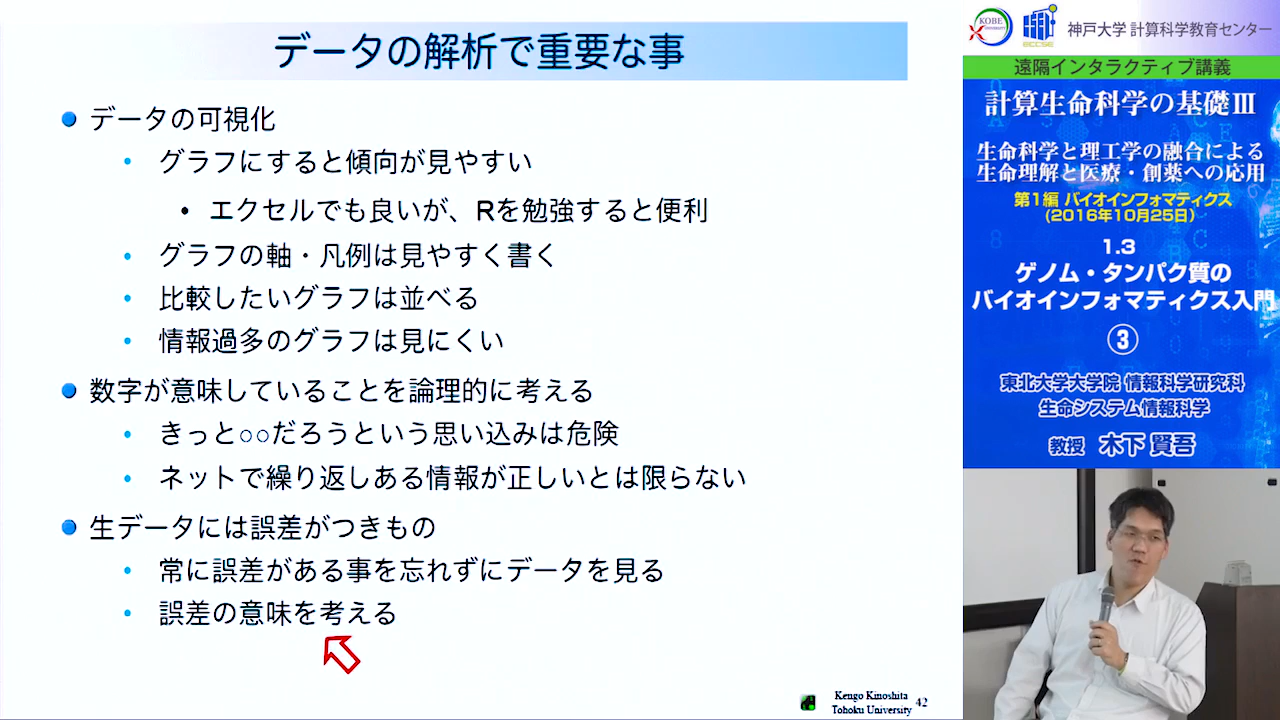 データの解析で重要な事
データの可視化
グラフにすると傾向が見やすい
エクセルでも良いが、Rを勉強すると便利
グラフの軸・凡例は見やすく書く
比較したいグラフは並べる
情報過多のグラフは見にくい
数字が意味していることを論理的に考える
きっと○○だろうという思い込みは危険
ネットで繰り返しある情報が正しいとは限らない
生データには誤差がつきもの
常に誤差がある事を忘れずにデータを見る
誤差の意味を考える
Kengo Kinoshita
Tohoku University 42
KOBE
神戸大学 計算科学教育センター
遠隔インタラクティブ講義
計算生命科学の基礎Ⅲ
生命科学と理工学の融合による
生命理解と医療・創薬への応用
第1編 バイオインフォマティクス
(2016年10月25日)
1.3
ゲノム・タンパク質の
バイオインフォマティクス入門
③
東北大学大学院 情報科学研究科
生命システム情報科学
教授 木下 賢吾